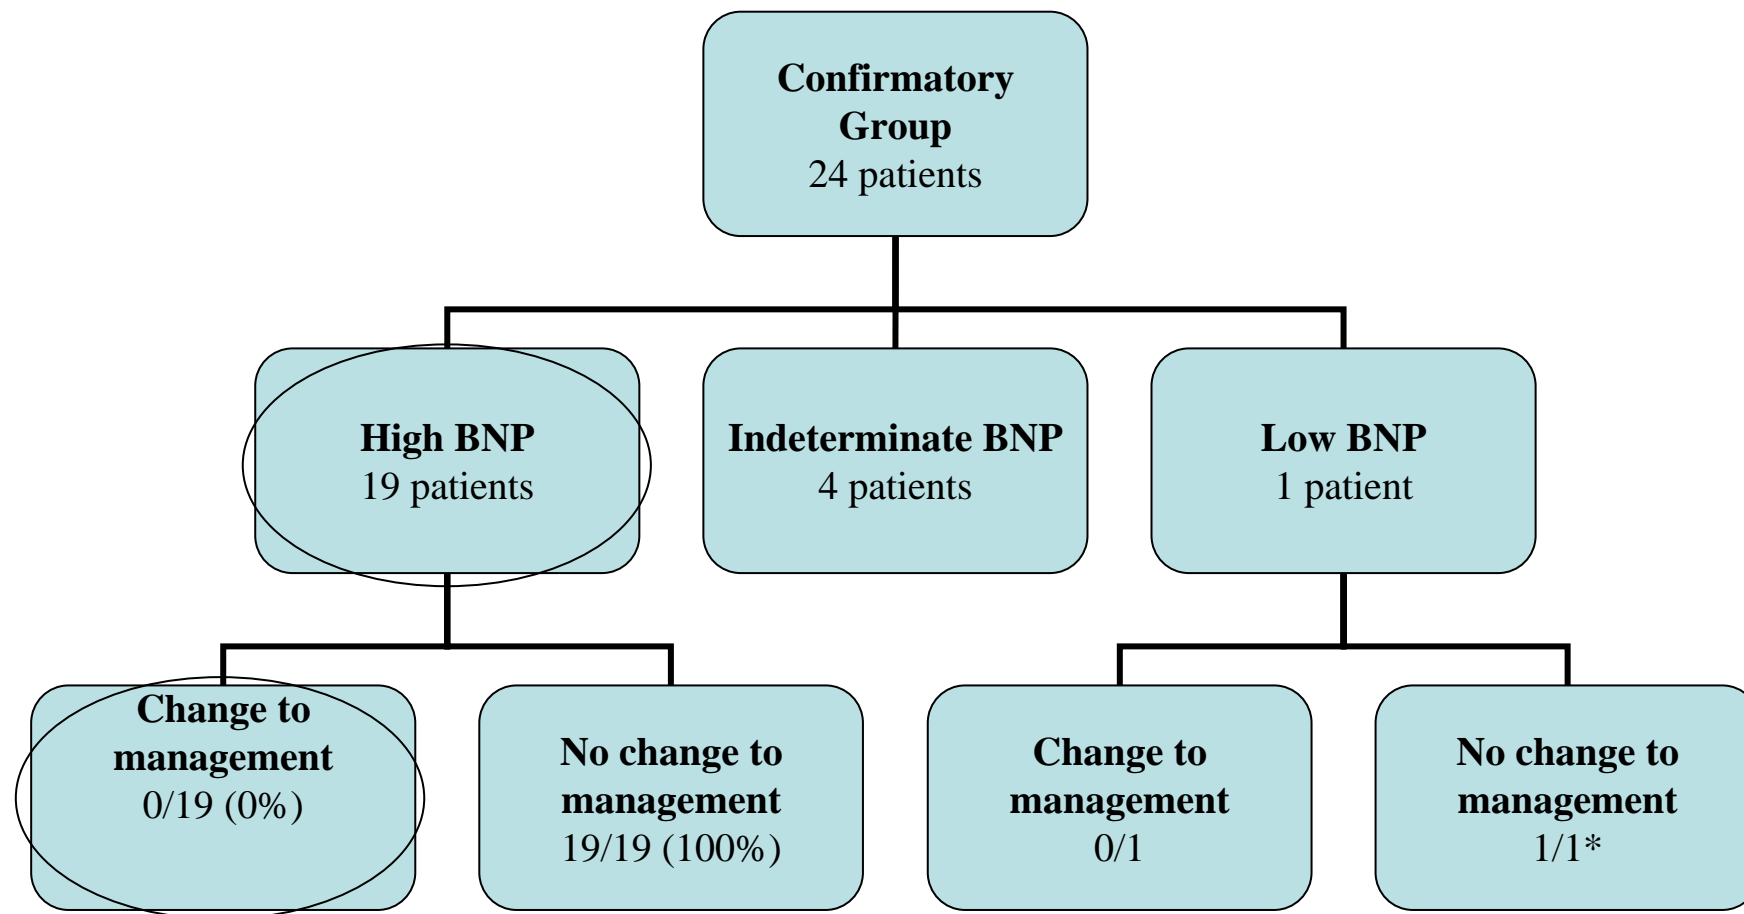 Confirmatory
Group
24 patients
High BNP
19 patients
Indeterminate BNP
4 patients
Low BNP
1 patient
Change to
management
0/19 (0%)
No change to
management
19/19 (100%)
Change to
management
0/1
No change to
management
1/1*